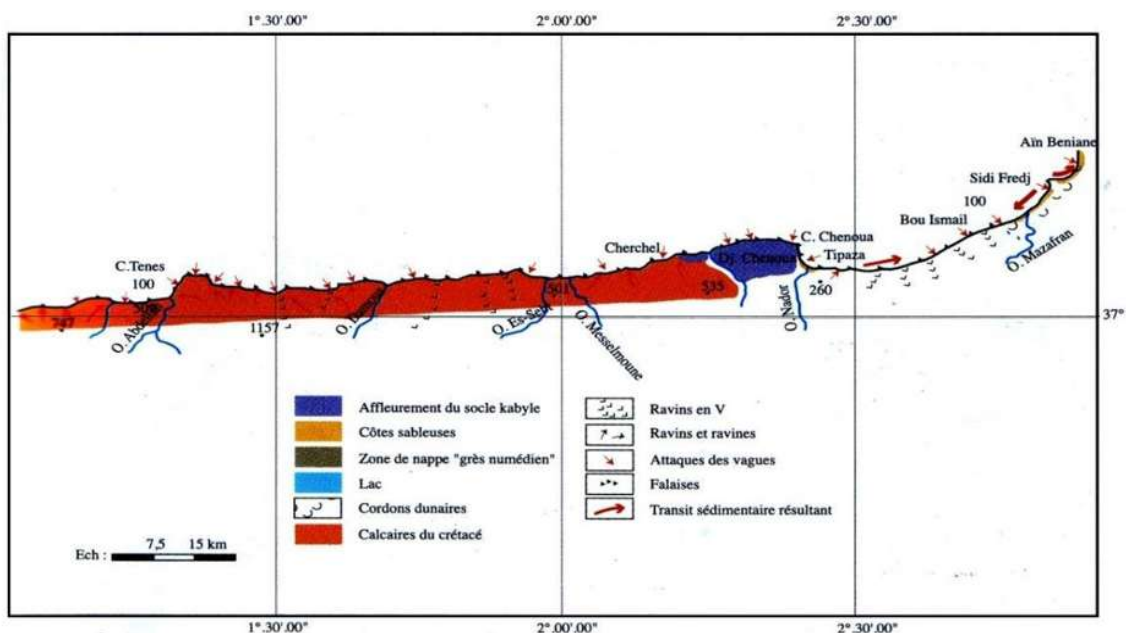 1°.30'.00"
2°.00'.00"
2°.30'.00"
Aïn Beniane
Sidi Fredj
100
Bou Ismail
O. Mazafran
C. Chenoua
Tipaza
Cherchel
Dj. Chenoua
C.Tenes
100
535
260
O. Nador
501
O. Damous
O. Es-Sebt
O. Messelmoune
1157
O. Abdallah
787
37°
Affleurement du socle kabyle
Côtes sableuses
Zone de nappe "grès numédien"
Lac
Cordons dunaires
Calcaires du crétacé
Ravins en V
Ravins et ravines
Attaques des vagues
Falaises
Transit sédimentaire résultant
Ech :
7,5 15 km
1°.30'.00"
2°.00'.00"
2°.30'.00"